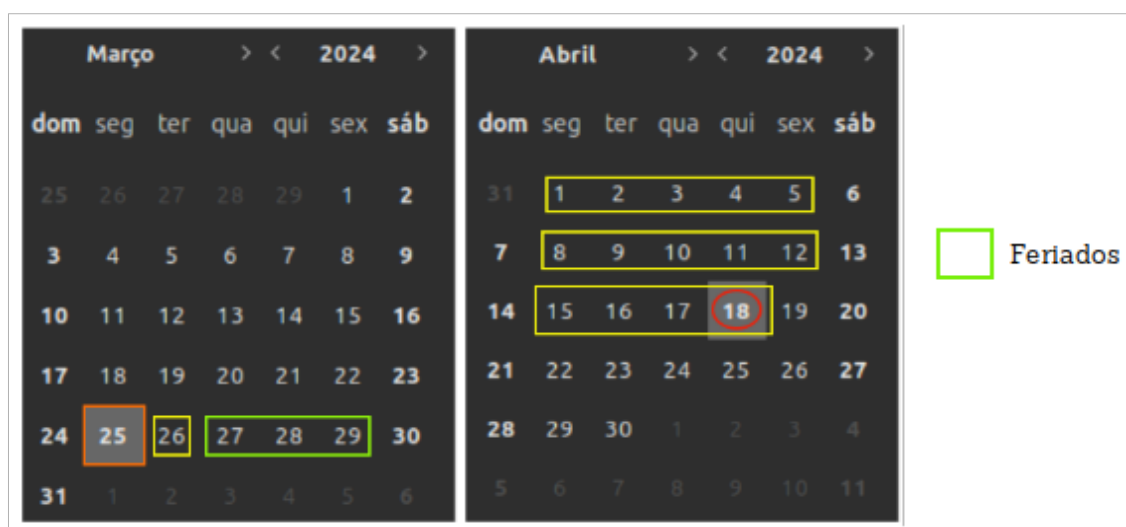 Março > < 2024 >
dom seg ter qua qui sex sáb
25 26 27 28 29 1 2
3 4 5 6 7 8 9
10 11 12 13 14 15 16
17 18 19 20 21 22 23
24 25 26 27 28 29 30
31 1 2 3 4 5 6
Abril > < 2024 >
dom seg ter qua qui sex sáb
31 1 2 3 4 5 6
7 8 9 10 11 12 13
14 15 16 17 18 19 20
21 22 23 24 25 26 27
28 29 30 1 2 3 4
5 6 7 8 9 10 11
Feriados